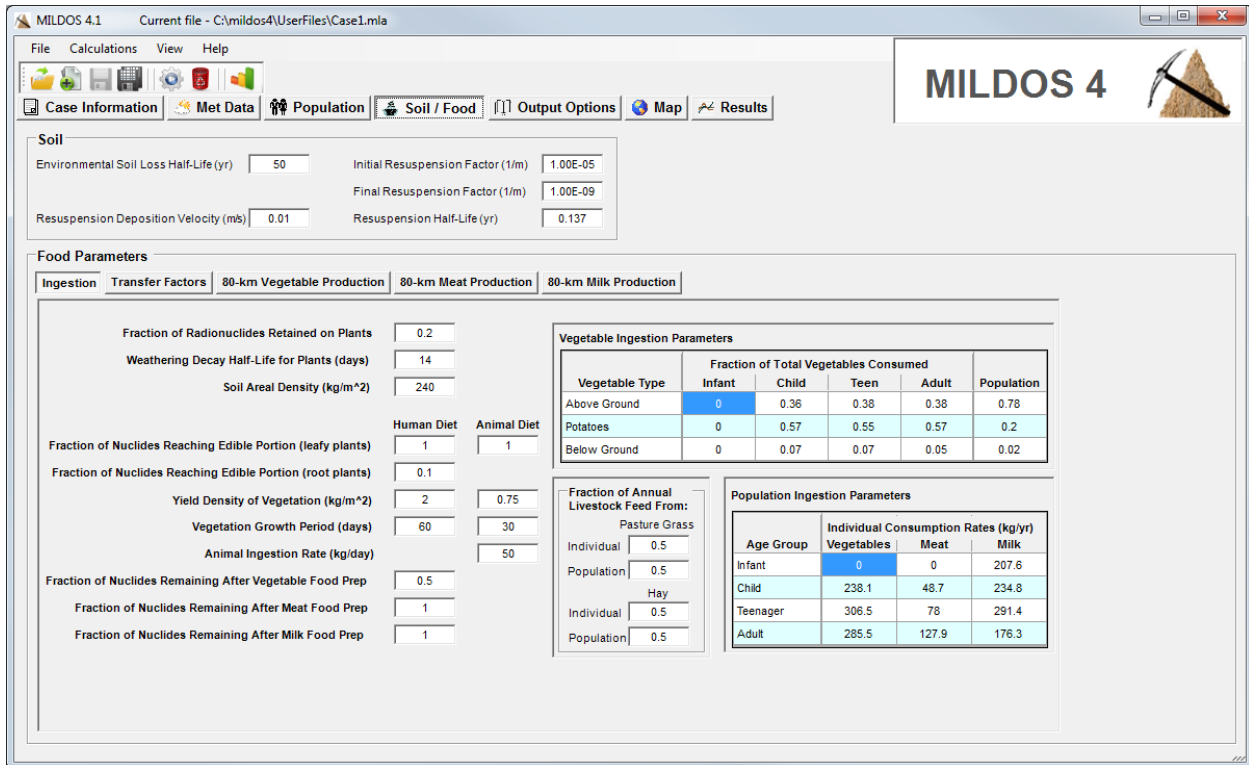 MILDOS 4.1 Current file - C:\mildos4\UserFiles\Case1.mla
File Calculations View Help
MILDOS 4
Case Information Met Data Population Soil / Food Output Options Map Results
Soil
Environmental Soil Loss Half-Life (yr) 50 Initial Resuspension Factor (1/m) 1.00E-05
Final Resuspension Factor (1/m) 1.00E-09
Resuspension Deposition Velocity (m/s) 0.01 Resuspension Half-Life (yr) 0.137
Food Parameters
Ingestion Transfer Factors 80-km Vegetable Production 80-km Meat Production 80-km Milk Production
Fraction of Radionuclides Retained on Plants 0.2
Weathering Decay Half-Life for Plants (days) 14
Soil Areal Density (kg/m^2) 240
Human Diet Animal Diet
Fraction of Nuclides Reaching Edible Portion (leafy plants) 1 1
Fraction of Nuclides Reaching Edible Portion (root plants) 0.1
Yield Density of Vegetation (kg/m^2) 2 0.75
Vegetation Growth Period (days) 60 30
Animal Ingestion Rate (kg/day) 50
Fraction of Nuclides Remaining After Vegetable Food Prep 0.5
Fraction of Nuclides Remaining After Meat Food Prep 1
Fraction of Nuclides Remaining After Milk Food Prep 1
Vegetable Ingestion Parameters
Fraction of Total Vegetables Consumed
Vegetable Type Infant Child Teen Adult Population
Above Ground 0 0.36 0.38 0.38 0.78
Potatoes 0 0.57 0.55 0.57 0.2
Below Ground 0 0.07 0.07 0.05 0.02
Fraction of Annual
Livestock Feed From:
Pasture Grass
Individual 0.5
Population 0.5
Hay
Individual 0.5
Population 0.5
Population Ingestion Parameters
Individual Consumption Rates (kg/yr)
Age Group Vegetables Meat Milk
Infant 0 0 207.6
Child 238.1 48.7 234.8
Teenager 306.5 78 291.4
Adult 285.5 127.9 176.3